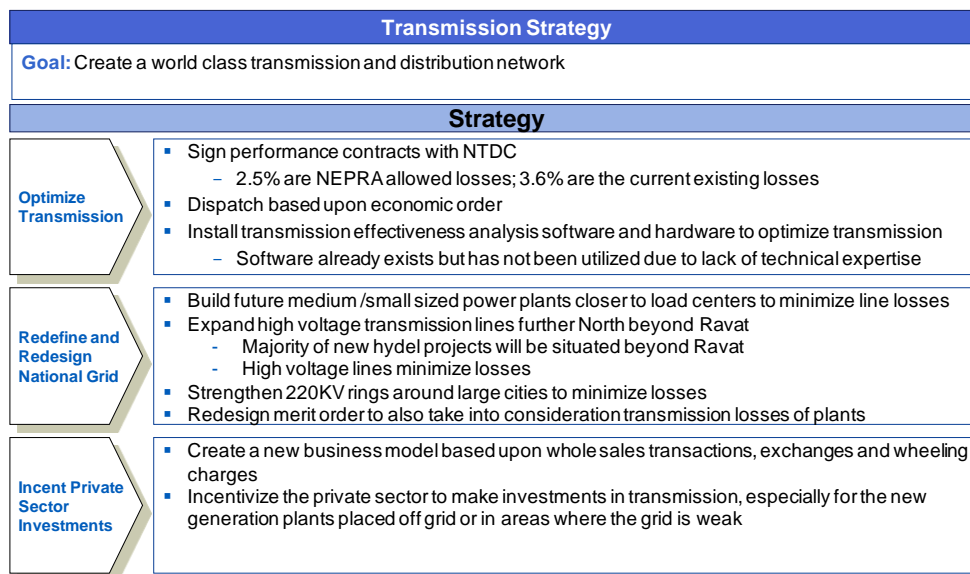 Transmission Strategy
Goal: Create a world class transmission and distribution network
Strategy
Optimize
Transmission
▪ Sign performance contracts with NTDC
– 2.5% are NEPRA allowed losses; 3.6% are the current existing losses
▪ Dispatch based upon economic order
▪ Install transmission effectiveness analysis software and hardware to optimize transmission
– Software already exists but has not been utilized due to lack of technical expertise
Redefine and
Redesign
National Grid
▪ Build future medium /small sized power plants closer to load centers to minimize line losses
▪ Expand high voltage transmission lines further North beyond Ravat
- Majority of new hydel projects will be situated beyond Ravat
- High voltage lines minimize losses
▪ Strengthen 220KV rings around large cities to minimize losses
▪ Redesign merit order to also take into consideration transmission losses of plants
Incent Private
Sector
Investments
▪ Create a new business model based upon whole sales transactions, exchanges and wheeling
charges
▪ Incentivize the private sector to make investments in transmission, especially for the new
generation plants placed off grid or in areas where the grid is weak